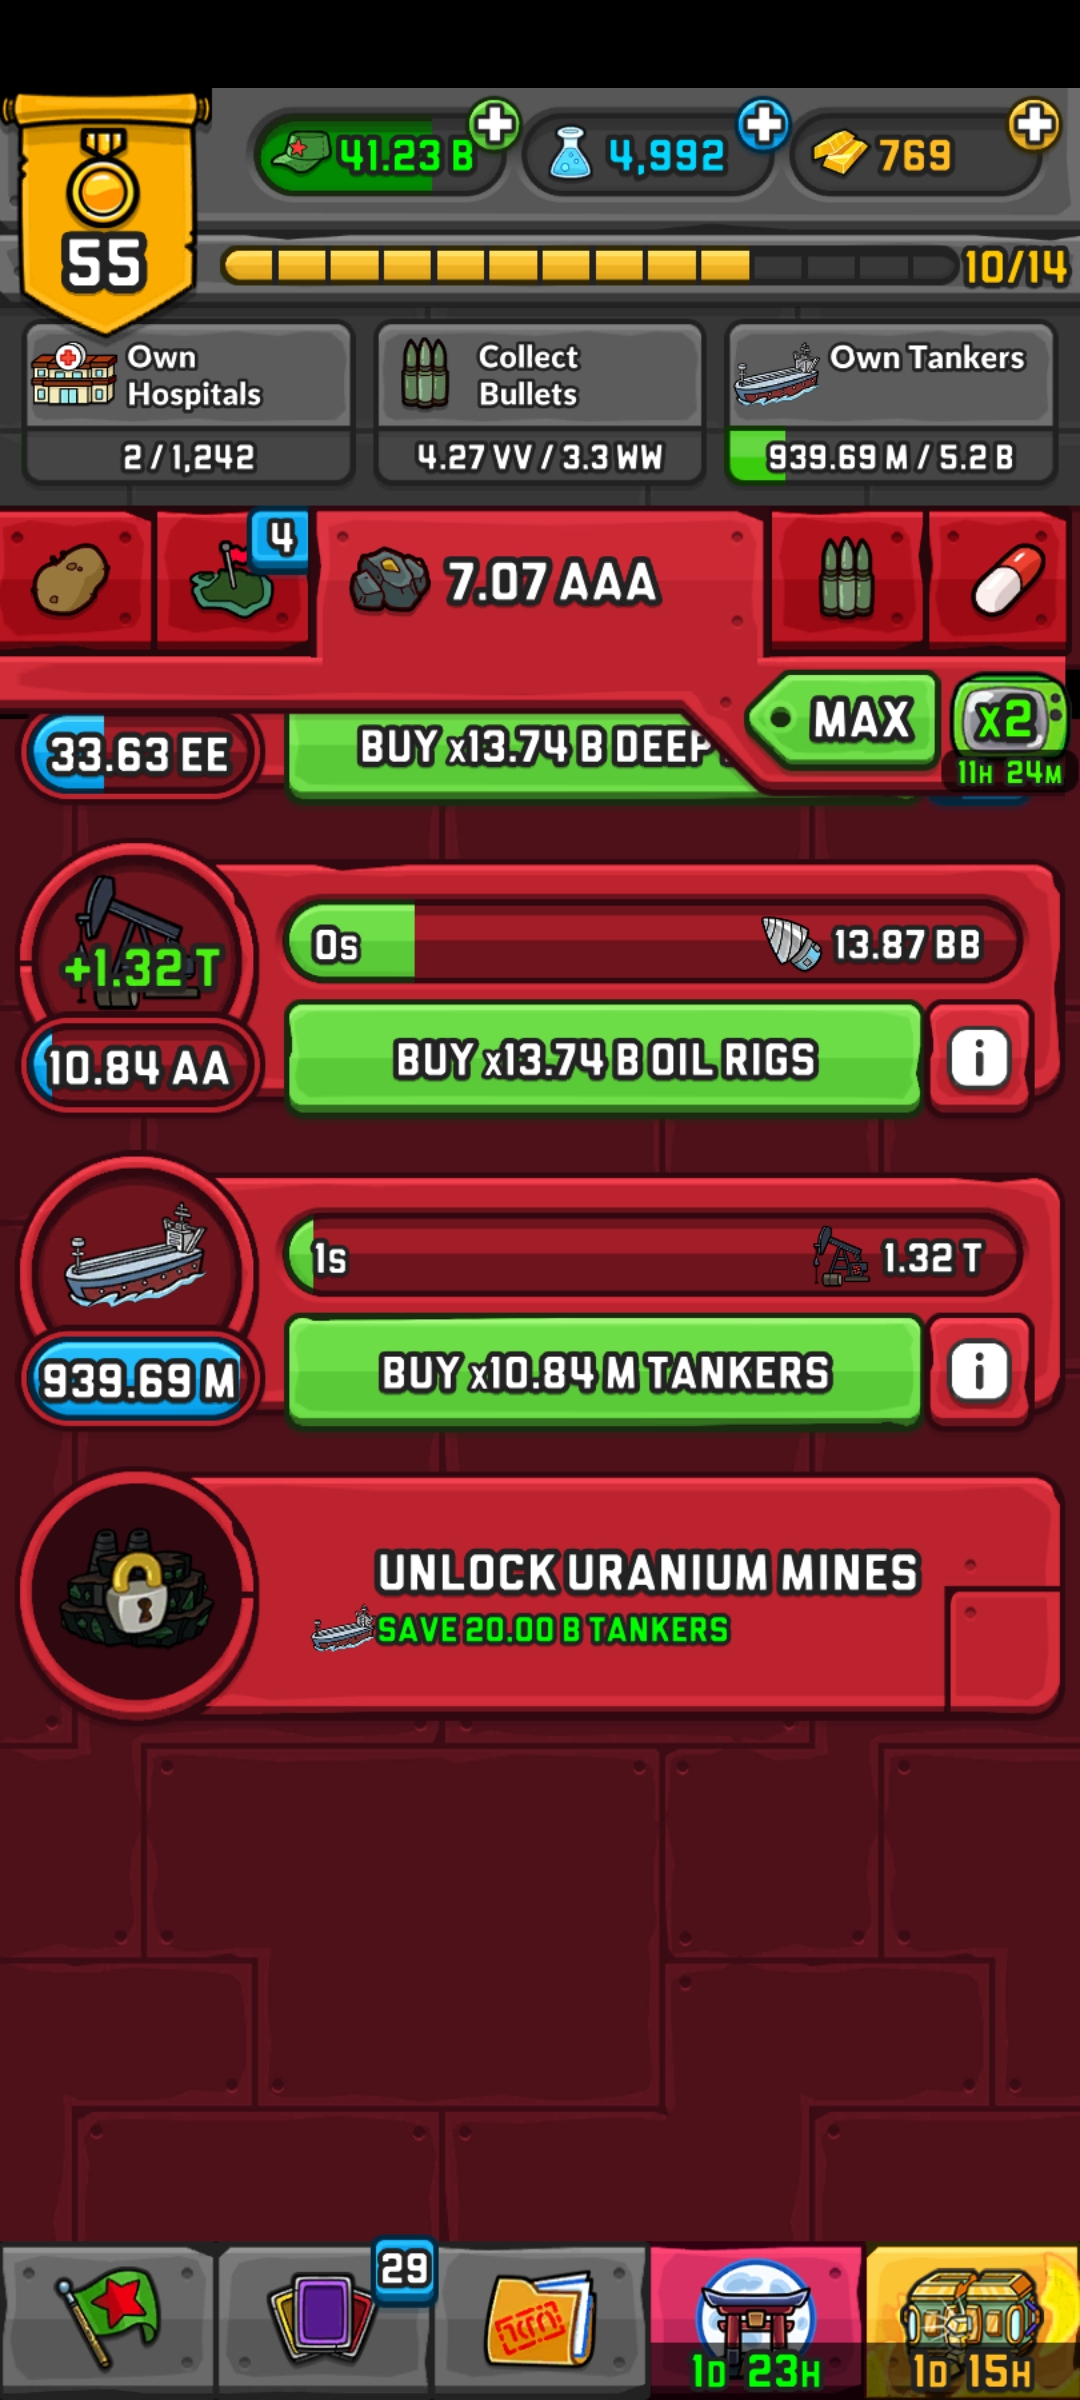 41.23 B
4,992
769
55
10/14
Own
Hospitals
2 / 1,242
Collect
Bullets
4.27 VV / 3.3 WW
Own Tankers
939.69 M / 5.2 B
4
7.07 AAA
MAX
x2
11H 24M
33.63 EE
BUY x13.74 B DEEP
+1.32 T
0s
13.87 BB
10.84 AA
BUY x13.74 B OIL RIGS
i
1s
1.32 T
939.69 M
BUY x10.84 M TANKERS
i
UNLOCK URANIUM MINES
SAVE 20.00 B TANKERS
29
1D 23H
1D 15H